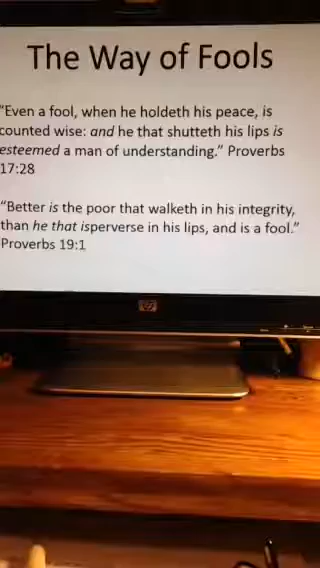 The Way of Fools
“Even a fool, when he holdeth his peace, is
counted wise: and he that shutteth his lips is
esteemed a man of understanding.” Proverbs
17:28
“Better is the poor that walketh in his integrity,
than he that isperverse in his lips, and is a fool.”
Proverbs 19:1
hp